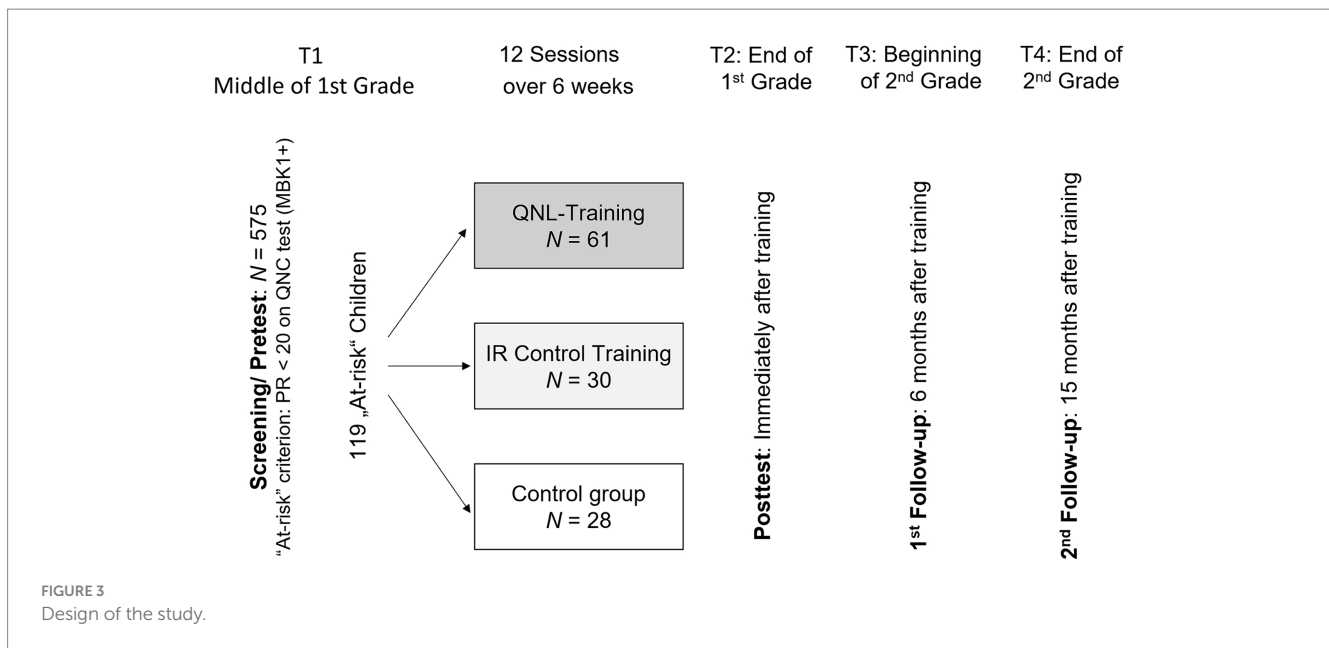 T1
Middle of 1st Grade
12 Sessions
over 6 weeks
T2: End of
1st Grade
T3: Beginning
of 2nd Grade
T4: End of
2nd Grade
Screening/ Pretest: N = 575
"At-risk" criterion: PR < 20 on QNC test (MBK1+)
119 „At-risk“ Children
QNL-Training
N = 61
IR Control Training
N = 30
Control group
N = 28
Posttest: Immediately after training
1st Follow-up: 6 months after training
2nd Follow-up: 15 months after training
FIGURE 3
Design of the study.